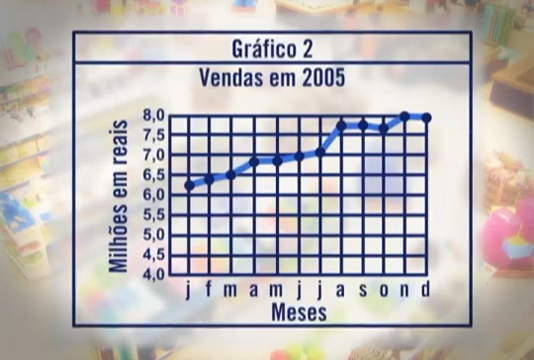 Gráfico 2
Vendas em 2005
Milhões em reais
8,0
7,5
7,0
6,5
6,0
5,5
5,0
4,5
4,0
j f m a m j j a s o n d
Meses